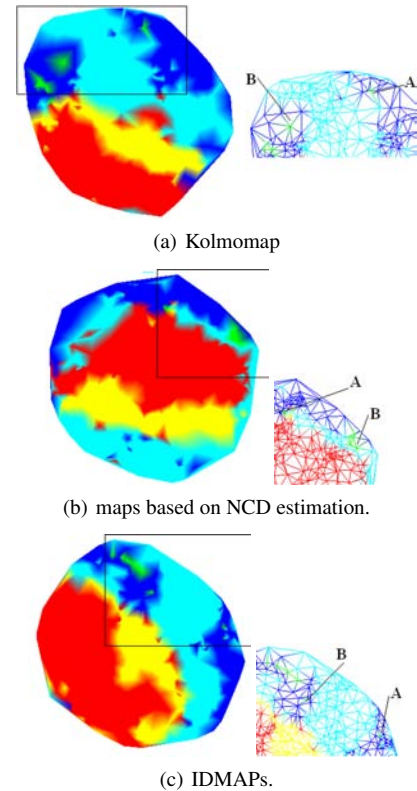 B
A
(a) Kolmomap
A
B
(b) maps based on NCD estimation.
B
A
(c) IDMAPs.